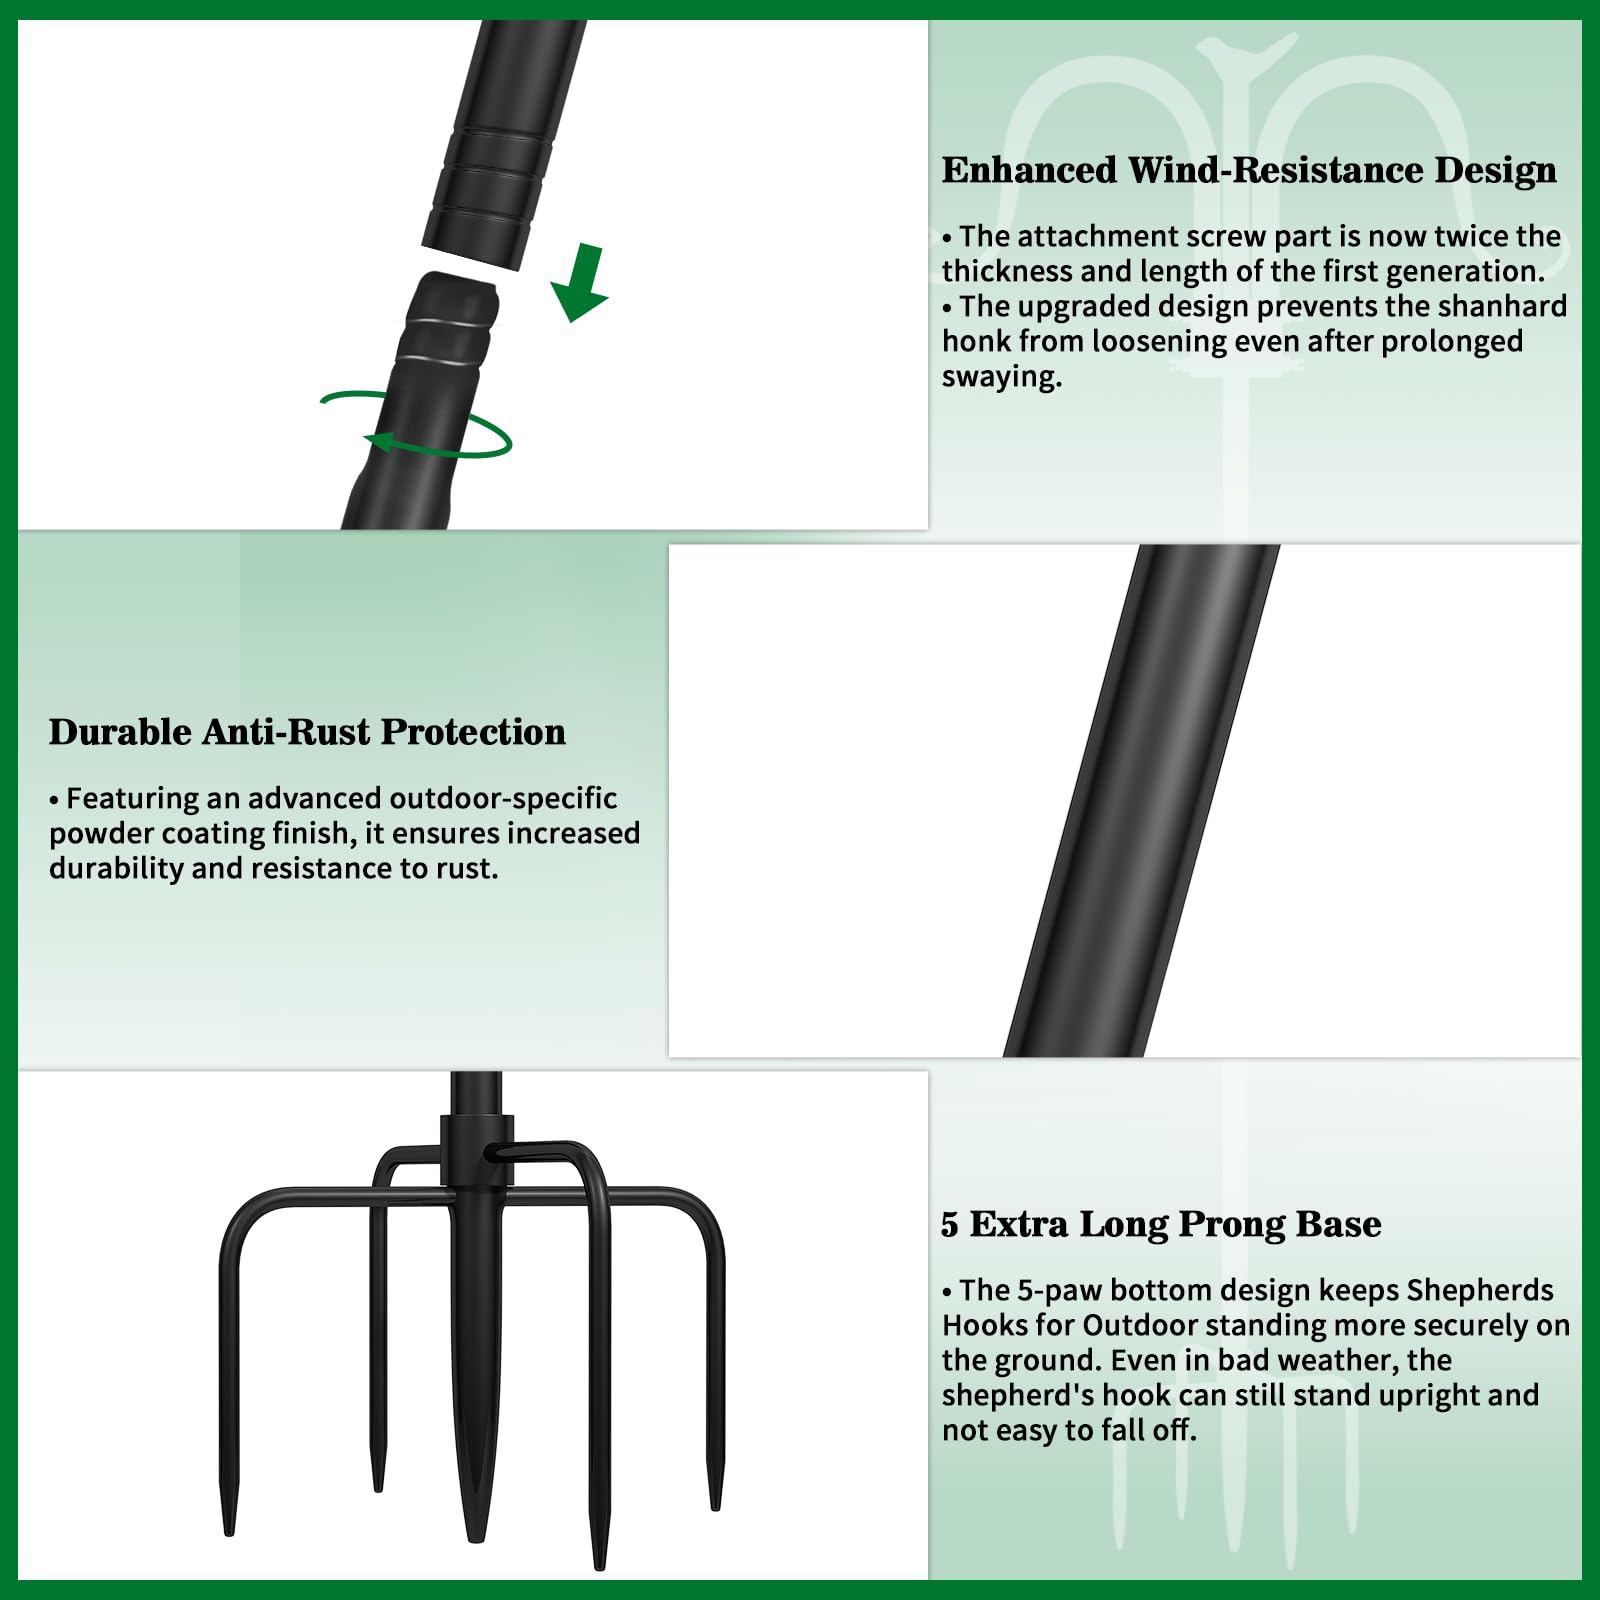 Enhanced Wind-Resistance Design
• The attachment screw part is now twice the
thickness and length of the first generation.
• The upgraded design prevents the shanhard
honk from loosening even after prolonged
swaying.
Durable Anti-Rust Protection
• Featuring an advanced outdoor-specific
powder coating finish, it ensures increased
durability and resistance to rust.
5 Extra Long Prong Base
• The 5-paw bottom design keeps Shepherds
Hooks for Outdoor standing more securely on
the ground. Even in bad weather, the
shepherd's hook can still stand upright and
not easy to fall off.